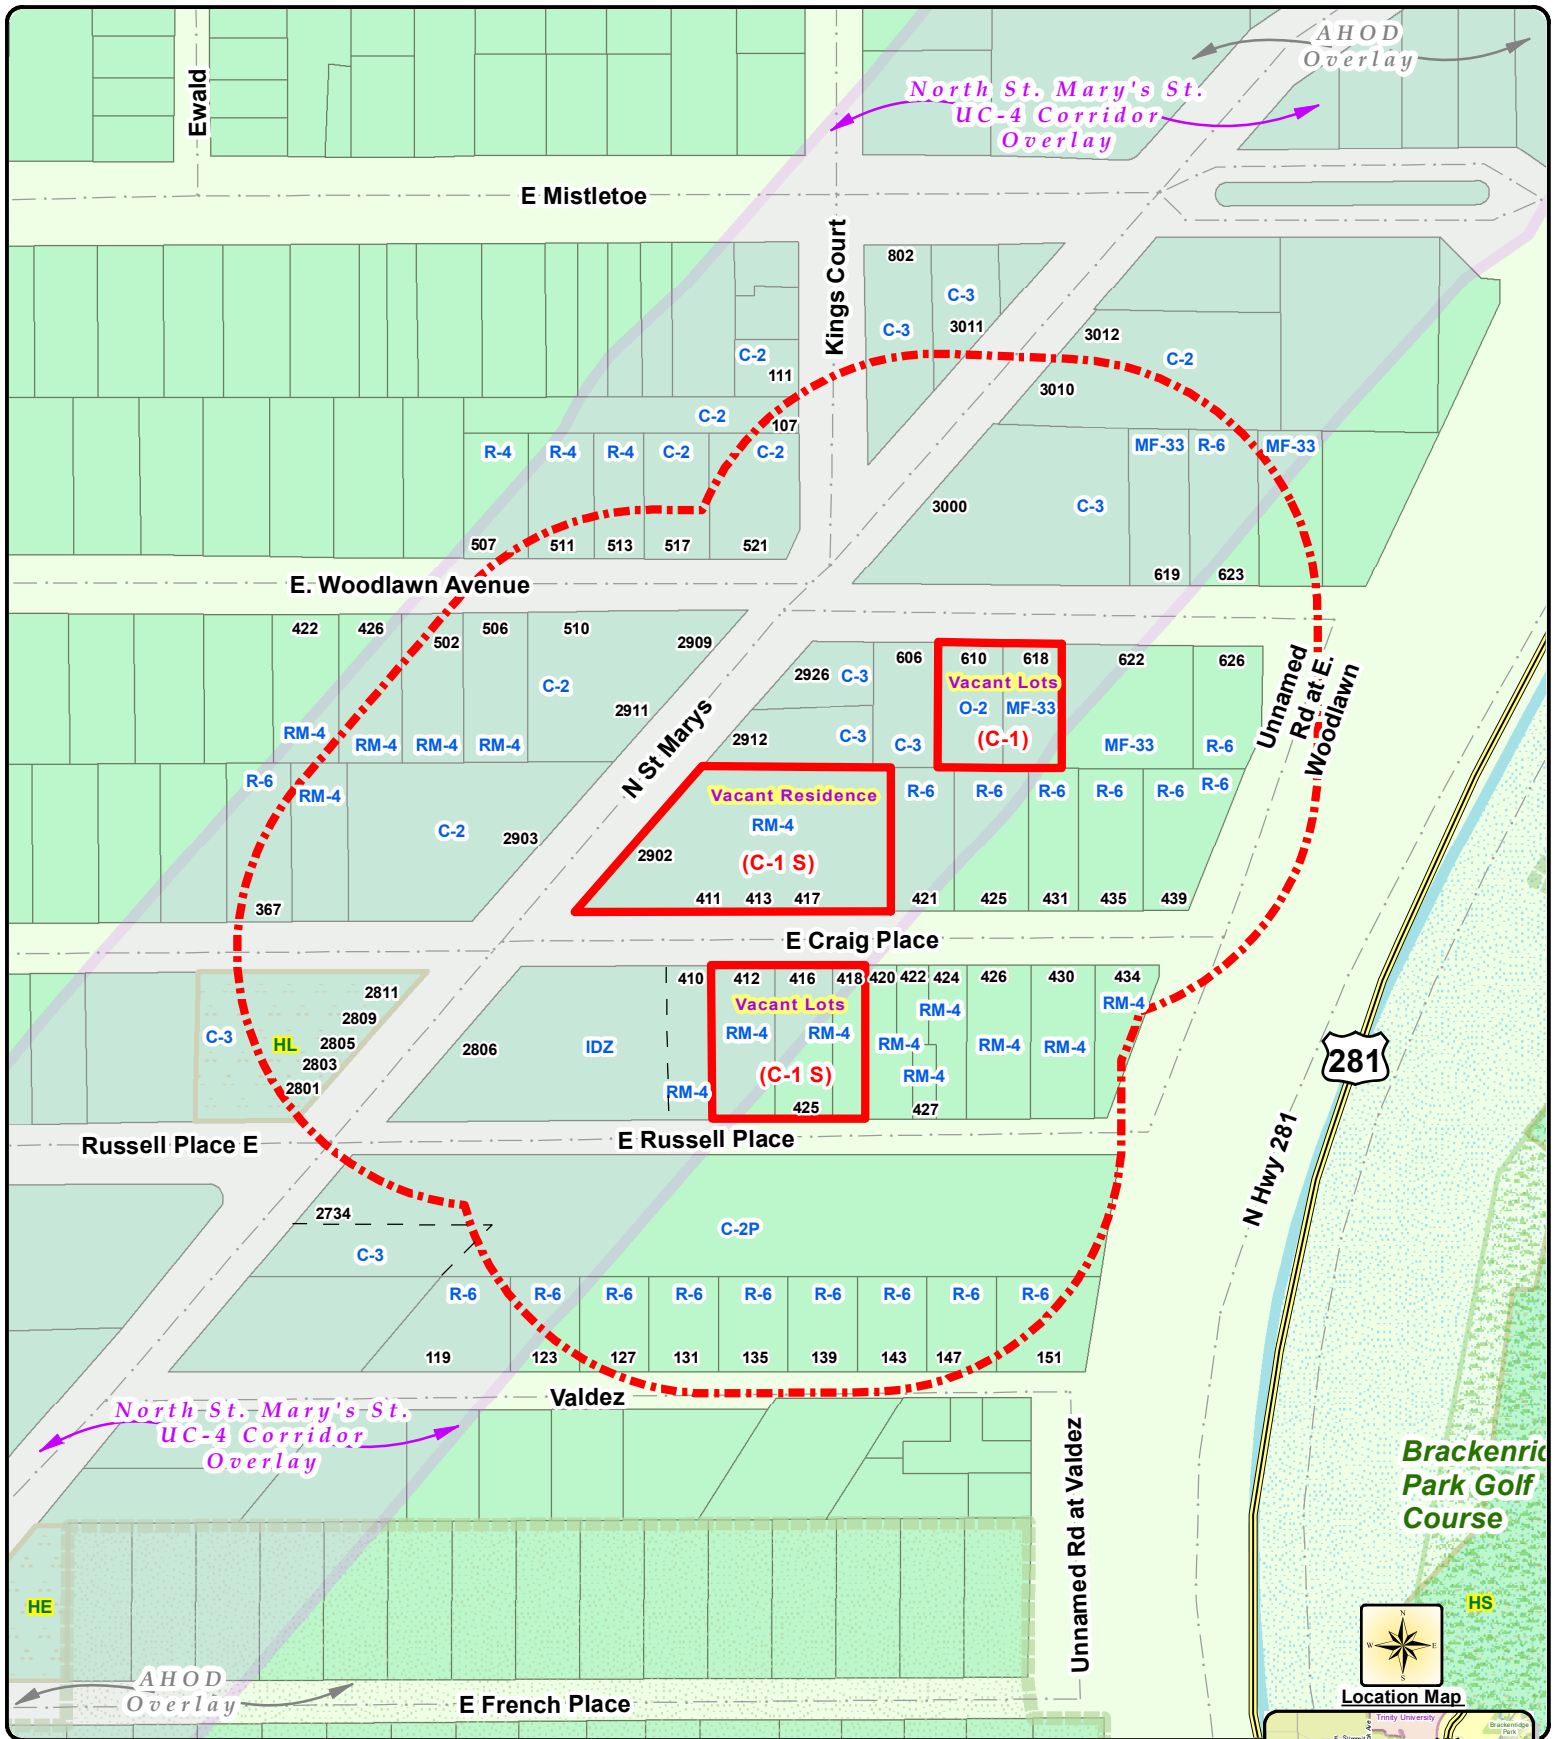 AHOD
Overlay
North St. Mary's St.
UC-4 Corridor
Overlay
Ewald
E Mistletoe
Kings Court
802
C-3
C-3
3011
3012
C-2
C-2
111
3010
C-2
107
R-4
R-4
R-4
C-2
C-2
MF-33
R-6
MF-33
3000
C-3
507
511
513
517
521
619
623
E. Woodlawn Avenue
422
426
502
506
510
2909
606
610
618
622
626
2926
C-3
Vacant Lots
C-2
2911
O-2
MF-33
RM-4
RM-4
RM-4
RM-4
2912
C-3
C-3
(C-1)
MF-33
R-6
N St Marys
Unnamed
Rd at E.
Woodlawn
R-6
RM-4
Vacant Residence
R-6
R-6
R-6
R-6
R-6
R-6
C-2
2903
RM-4
2902
(C-1 S)
367
411
413
417
421
425
431
435
439
E Craig Place
2811
410
412
416
418
420
422
424
426
430
434
Vacant Lots
RM-4
RM-4
2809
C-3
HL
2805
2806
IDZ
RM-4
RM-4
RM-4
RM-4
RM-4
2803
(C-1 S)
RM-4
2801
RM-4
425
427
281
Russell Place E
E Russell Place
N Hwy 281
2734
C-3
C-2P
R-6
R-6
R-6
R-6
R-6
R-6
R-6
R-6
R-6
119
123
127
131
135
139
143
147
151
Valdez
North St. Mary's St.
UC-4 Corridor
Overlay
Unnamed Rd at Valdez
Brackenric
Park Golf
Course
HE
HS
N
W
E
S
AHOD
Overlay
E French Place
Location Map
Trinity University
Brackenridge
Park